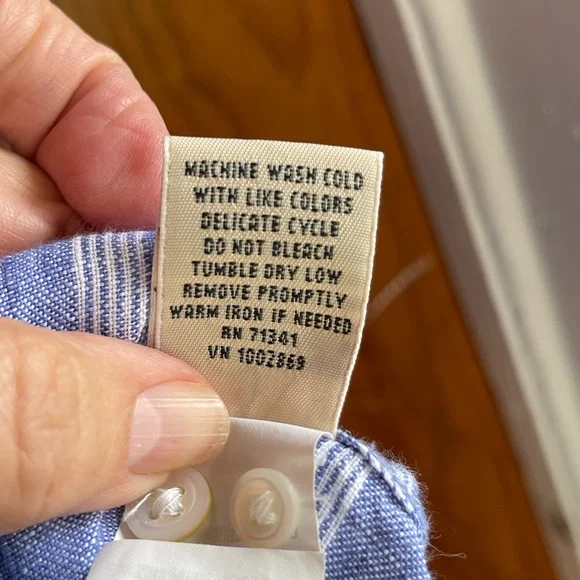 MACHINE WASH COLD
WITH LIKE COLORS
DELICATE CYCLE
DO NOT BLEACH
TUMBLE DRY LOW
REMOVE PROMPTLY
WARM IRON IF NEEDED
RN 71341
VN 1002869